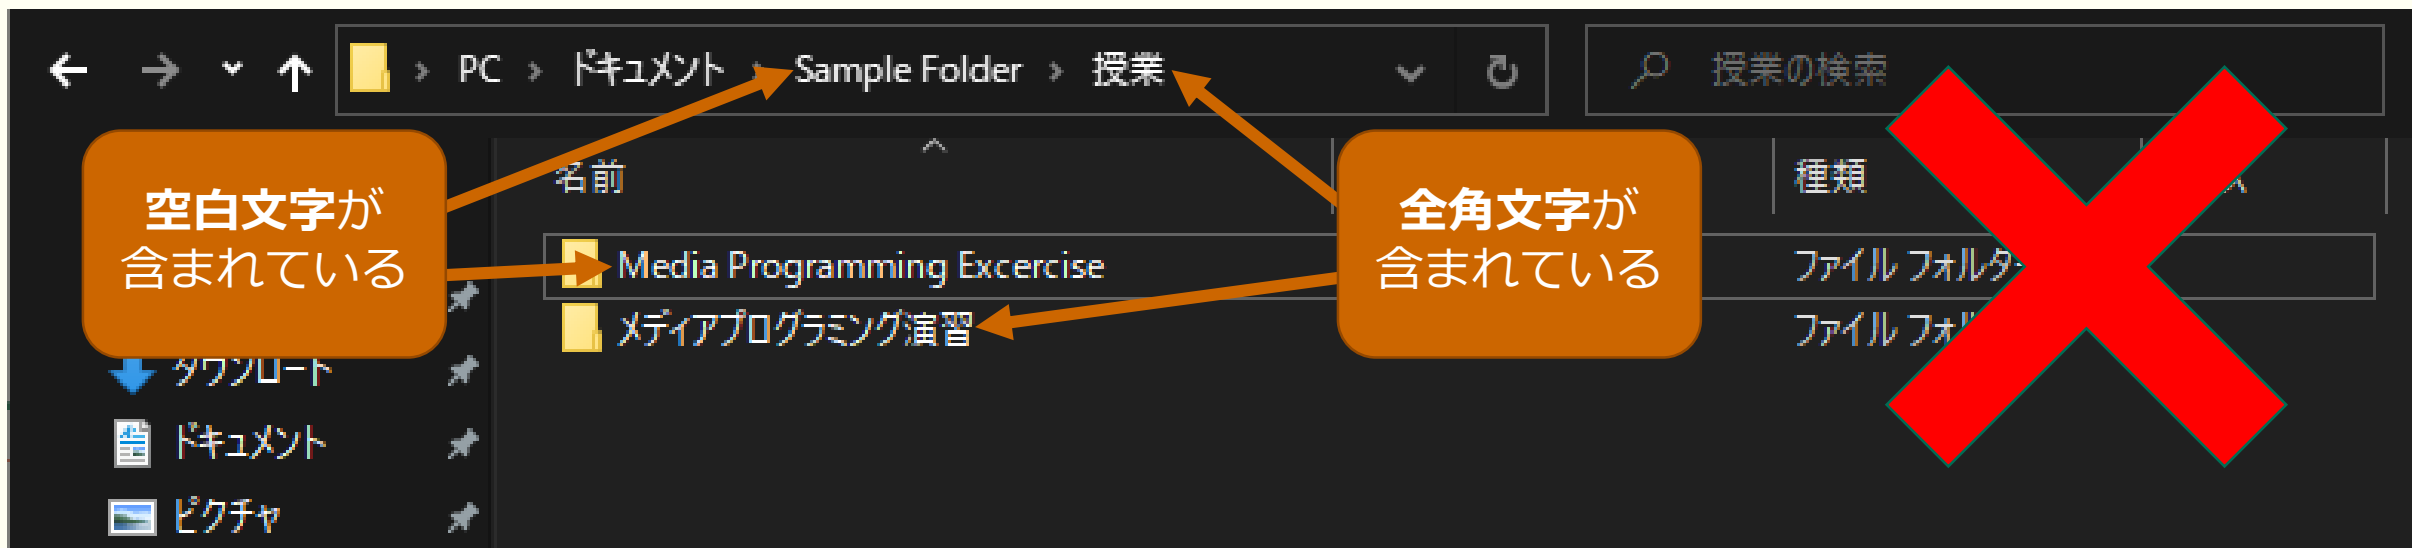 PC › ドキュメント › Sample Folder › 授業
授業の検索
空白文字が
含まれている
全角文字が
含まれている
名前
種類
Media Programming Excercise
ファイル フォルダー
メディアプログラミング演習
ファイル フォル
ダウンロード
ドキュメント
ピクチャ